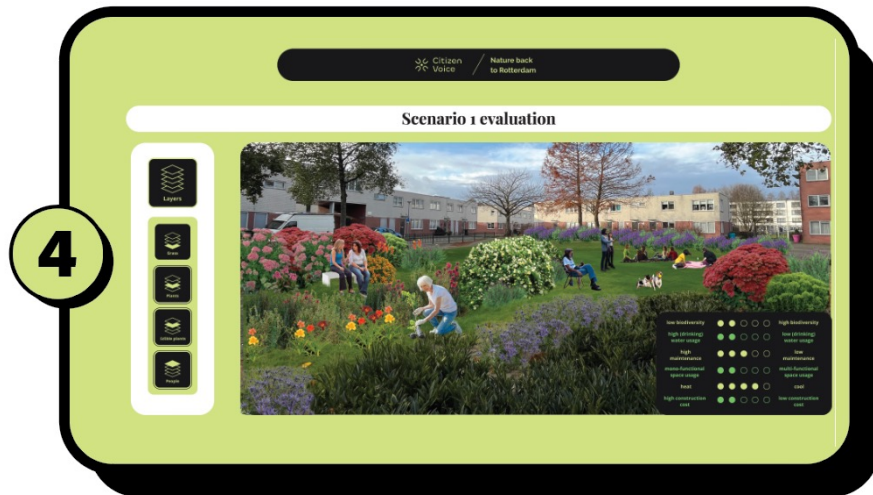 Citizen
Voice
Nature back
to Rotterdam
Scenario 1 evaluation
4
Layers
Grass
Plants
Edible plants
People
low biodiversity
high biodiversity
high (drinking)
water usage
low (drinking)
water usage
high
maintenance
low
maintenance
mono-functional
space usage
multi-functional
space usage
heat
cool
high construction
cost
low construction
cost